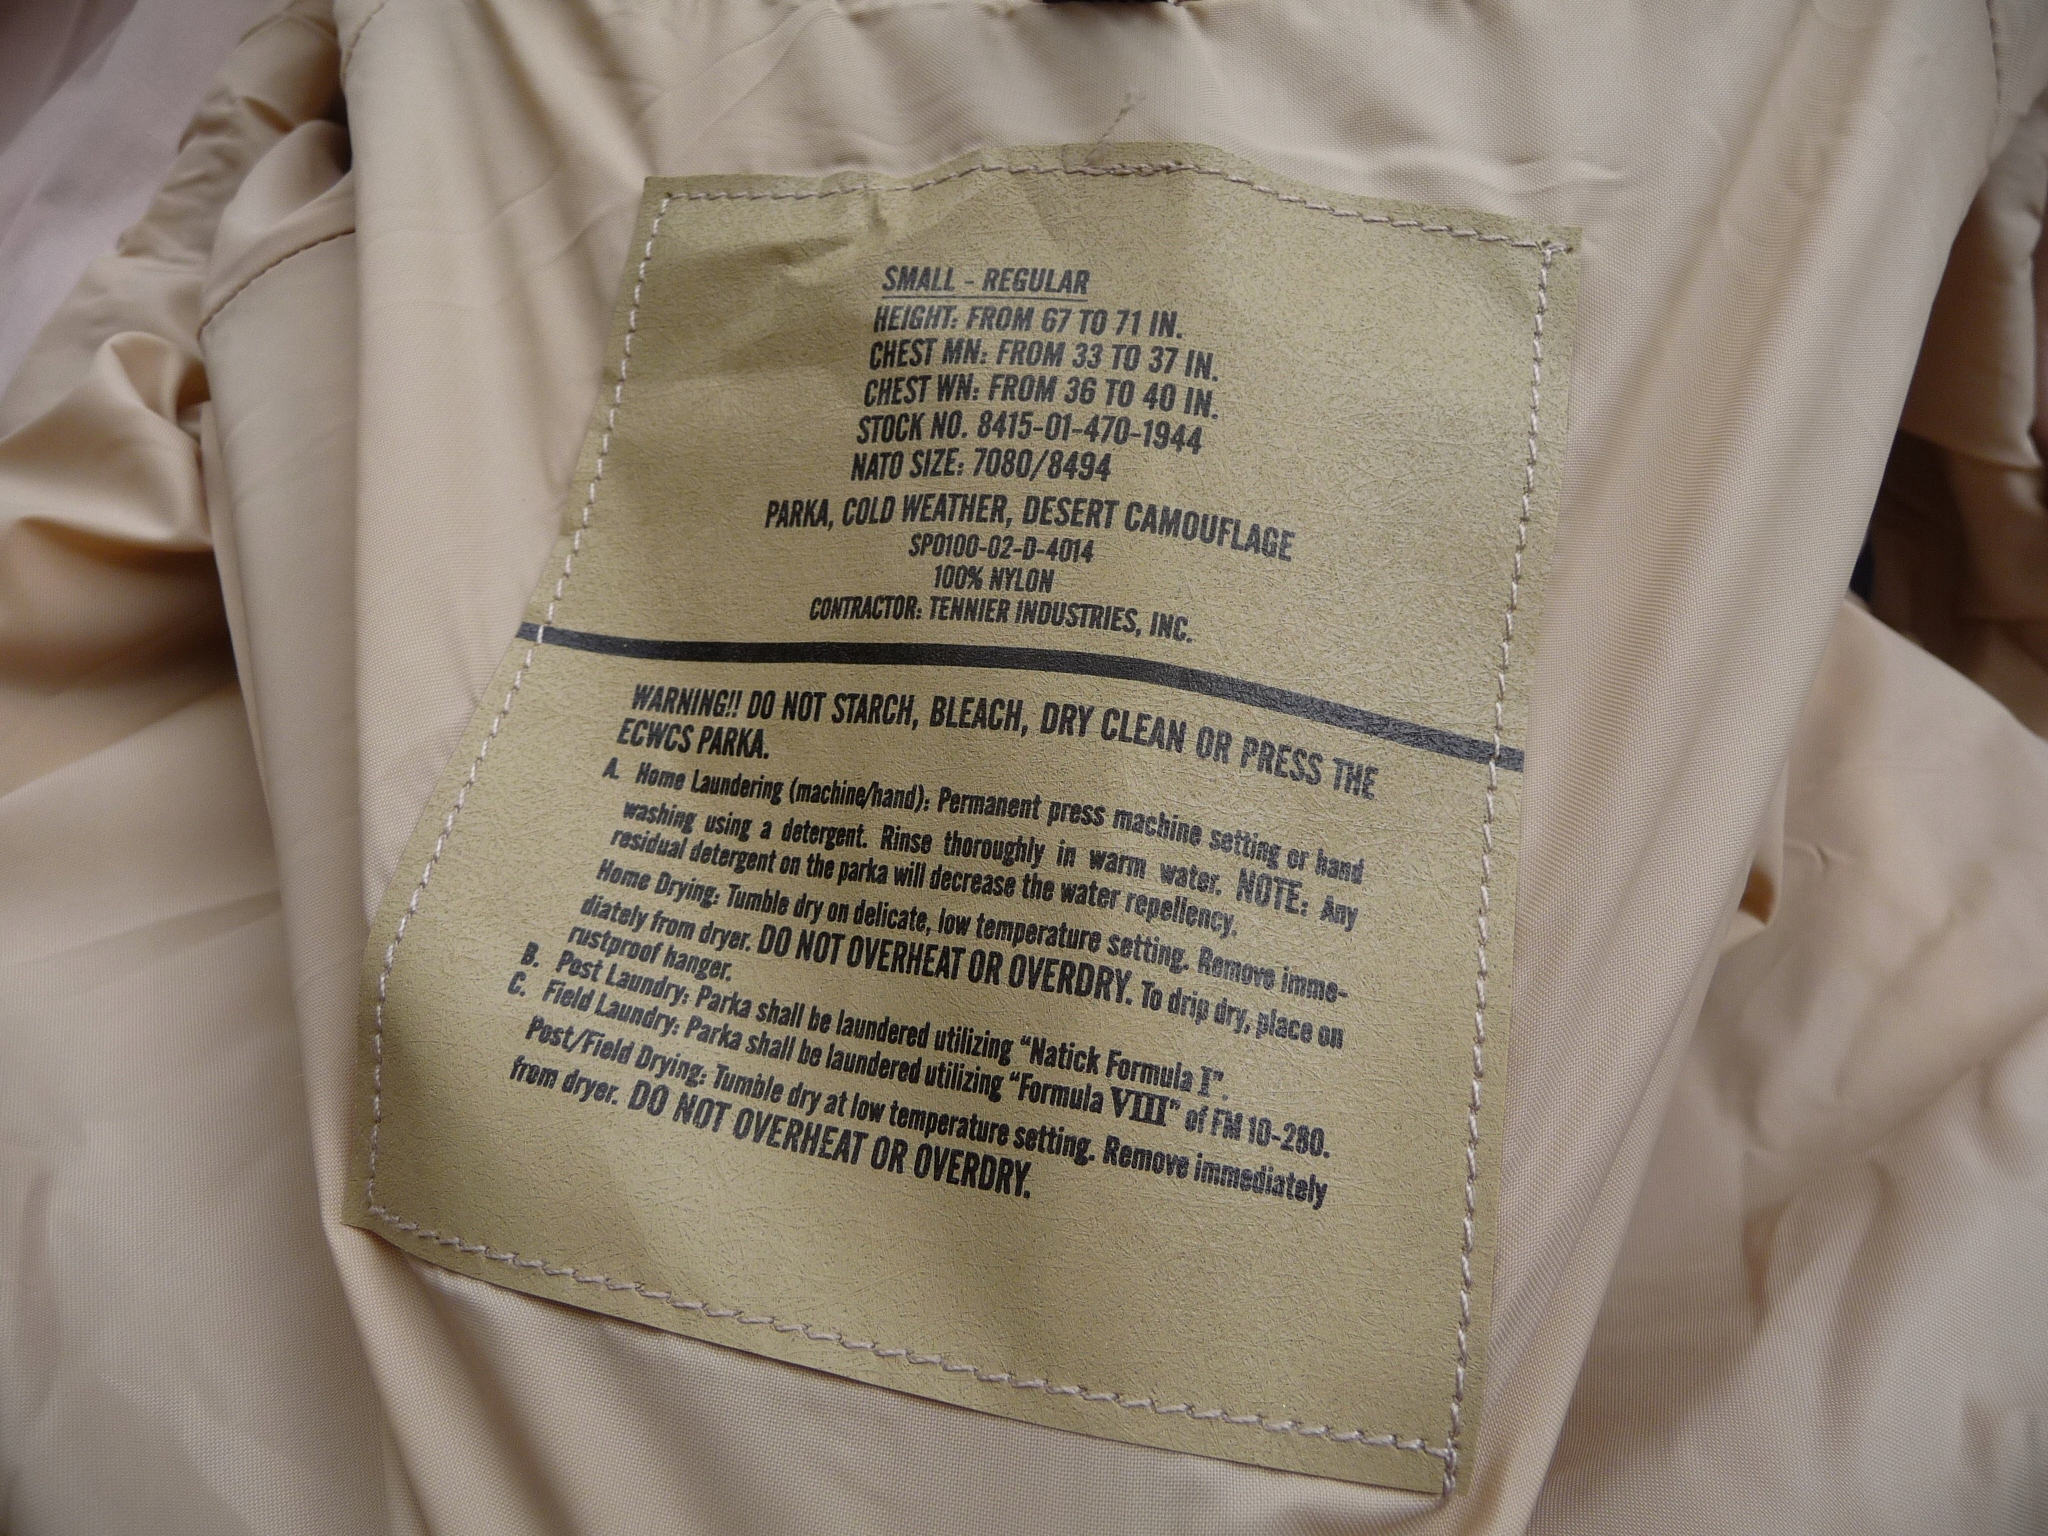 SMALL - REGULAR
HEIGHT: FROM 67 TO 71 IN.
CHEST MN: FROM 33 TO 37 IN.
CHEST WN: FROM 36 TO 40 IN.
STOCK NO. 8415-01-470-1944
NATO SIZE: 7080/8494
PARKA, COLD WEATHER, DESERT CAMOUFLAGE
SP0100-02-D-4014
100% NYLON
CONTRACTOR: TENNIER INDUSTRIES, INC.
WARNING!! DO NOT STARCH, BLEACH, DRY CLEAN OR PRESS THE
ECWCS PARKA.
A. Home Laundering (machine/hand): Permanent press machine setting or hand
washing using a detergent. Rinse thoroughly in warm water. NOTE: Any
residual detergent on the parka will decrease the water repellency.
Home Drying: Tumble dry on delicate, low temperature setting. Remove imme-
diately from dryer. DO NOT OVERHEAT OR OVERDRY. To drip dry, place on
rustproof hanger.
B. Post Laundry: Parka shall be laundered utilizing "Natick Formula I".
C. Field Laundry: Parka shall be laundered utilizing "Formula VIII" of FM 10-280.
Post/Field Drying: Tumble dry at low temperature setting. Remove immediately
from dryer. DO NOT OVERHEAT OR OVERDRY.